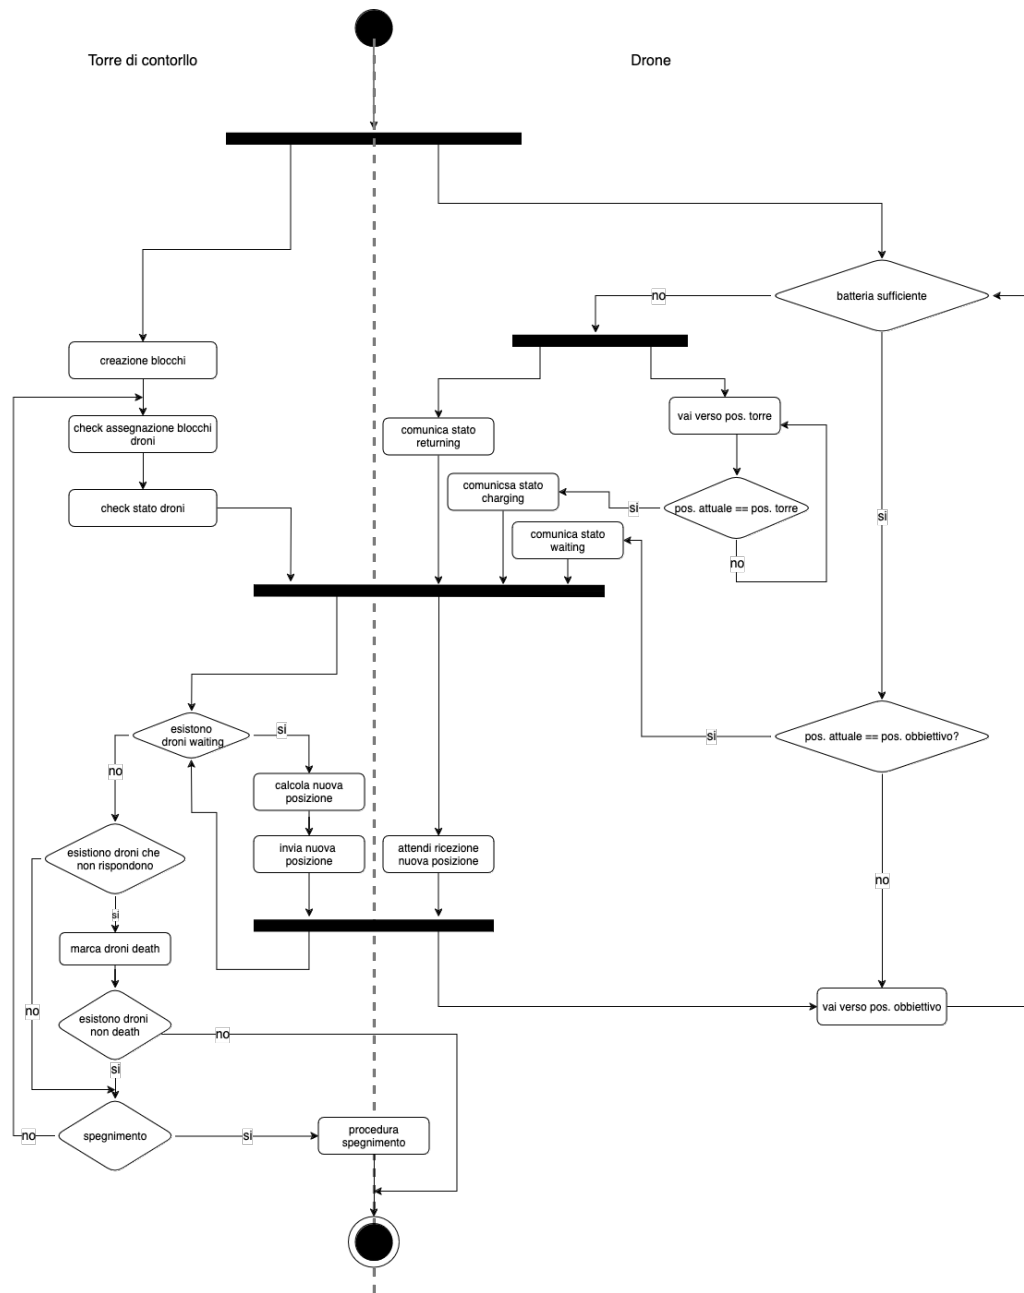 Torre di contorllo
Drone
batteria sufficiente
no
creazione blocchi
check assegnazione blocchi
droni
check stato droni
comunica stato
returning
vai verso pos. torre
comunicsa stato
charging
si
pos. attuale == pos. torre
comunica stato
waiting
no
si
esistono
droni waiting
si
no
calcola nuova
posizione
invia nuova
posizione
attendi ricezione
nuova posizione
si
pos. attuale == pos. obbiettivo?
no
esistiono droni che
non rispondono
si
marca droni death
no
esistono droni
non death
no
si
vai verso pos. obbiettivo
spegnimento
no
si
procedura
spegnimento